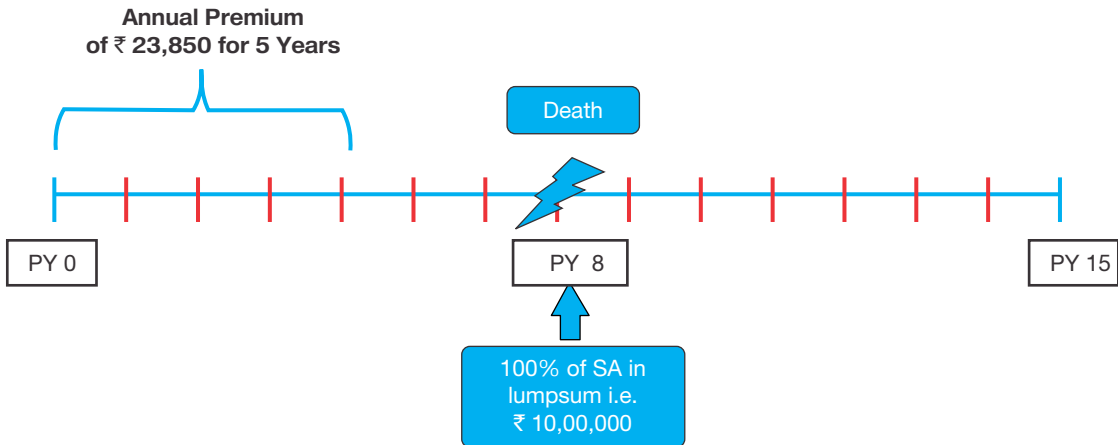 Annual Premium
of ₹ 23,850 for 5 Years
Death
PY 0
PY 8
PY 15
100% of SA in
lumpsum i.e.
₹ 10,00,000